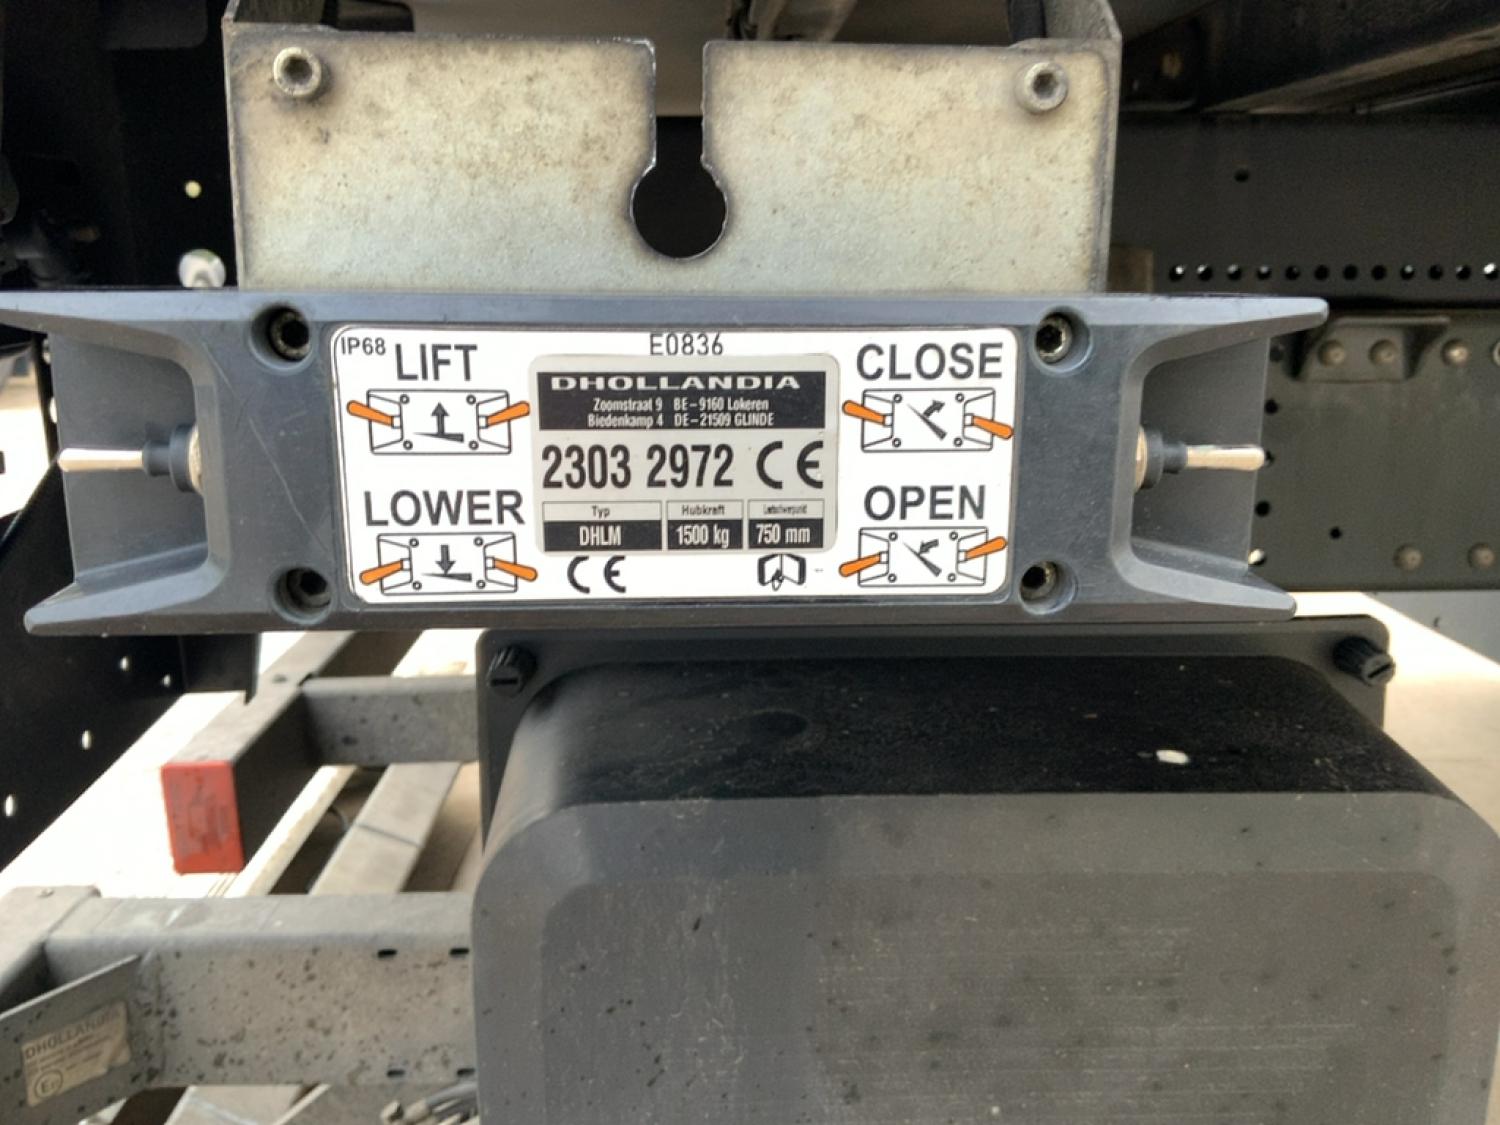 IP68
LIFT
E0836
CLOSE
DHOLLANDIA
Zoomstraat 9 BE-9160 Lokeren
Biedenkamp 4 DE-21509 GLINDE
2303 2972 CE
LOWER
OPEN
Typ
Hubkraft
DHLM
1500 kg
750 mm
CE
DHOLLANDIA